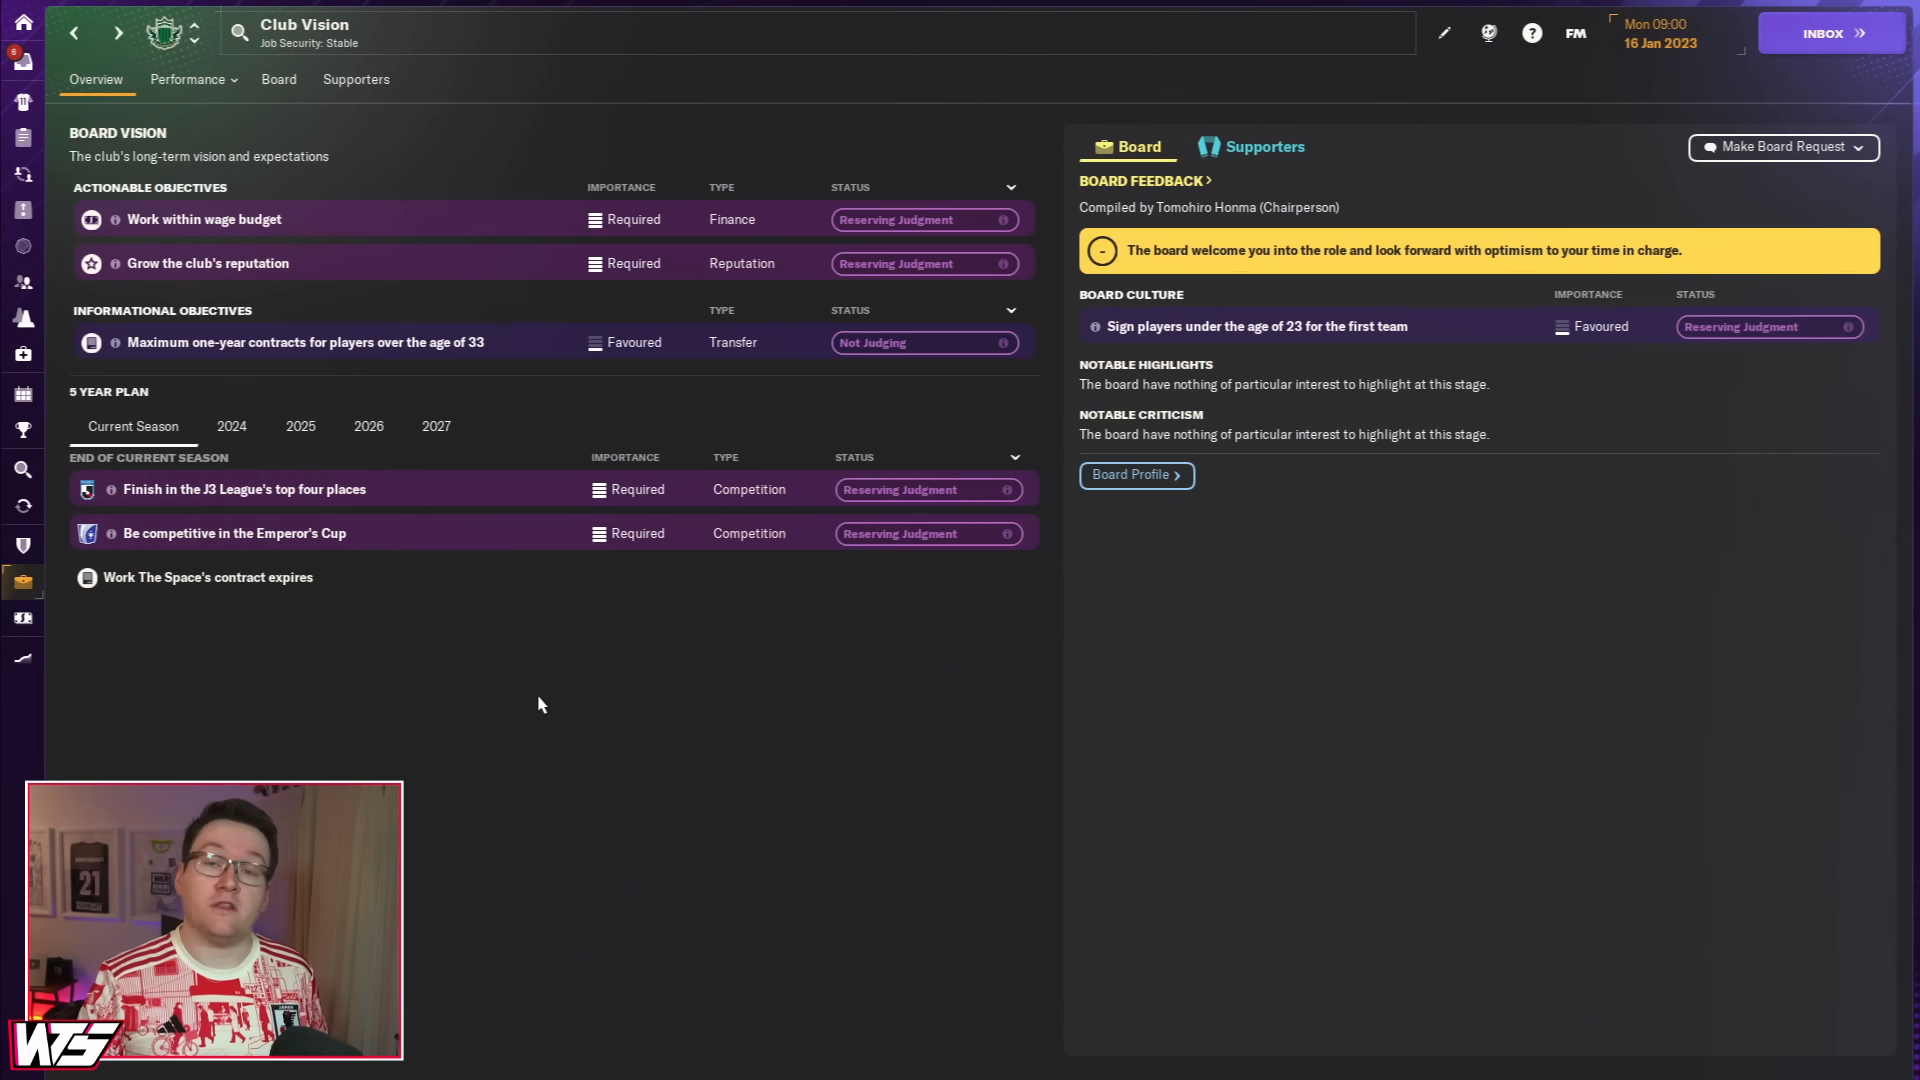 Club Vision
Job Security: Stable
FM
Mon 09:00
16 Jan 2023
INBOX
6
Overview
Performance
Board
Supporters
BOARD VISION
The club's long-term vision and expectations
ACTIONABLE OBJECTIVES IMPORTANCE TYPE STATUS
Work within wage budget Required Finance Reserving Judgment
Grow the club's reputation Required Reputation Reserving Judgment
INFORMATIONAL OBJECTIVES TYPE STATUS
Maximum one-year contracts for players over the age of 33 Favoured Transfer Not Judging
5 YEAR PLAN
Current Season 2024 2025 2026 2027
END OF CURRENT SEASON IMPORTANCE TYPE STATUS
Finish in the J3 League's top four places Required Competition Reserving Judgment
Be competitive in the Emperor's Cup Required Competition Reserving Judgment
Work The Space's contract expires
Board Supporters Make Board Request
BOARD FEEDBACK
Compiled by Tomohiro Honma (Chairperson)
The board welcome you into the role and look forward with optimism to your time in charge.
BOARD CULTURE IMPORTANCE STATUS
Sign players under the age of 23 for the first team Favoured Reserving Judgment
NOTABLE HIGHLIGHTS
The board have nothing of particular interest to highlight at this stage.
NOTABLE CRITICISM
The board have nothing of particular interest to highlight at this stage.
Board Profile
21
WTS